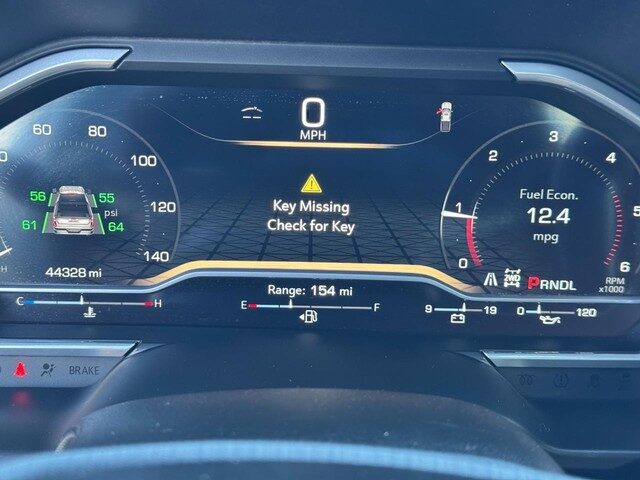 0
MPH
60
80
100
120
140
56
55
psi
61
64
44328 mi
Key Missing
Check for Key
3
2
4
1
5
0
6
Fuel Econ.
12.4
mpg
2WD
PRNDL
RPM
x1000
Range: 154 mi
C
H
E
F
9
19
0
120
BRAKE